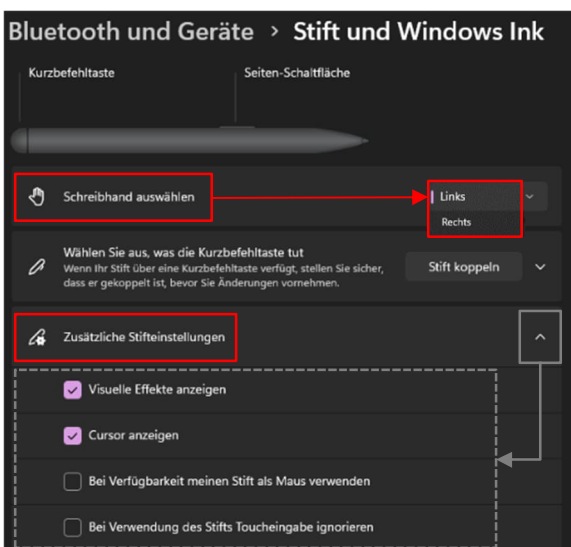 Bluetooth und Geräte > Stift und Windows Ink
Kurzbefehltaste
Seiten-Schaltfläche
Schreibhand auswählen
Links
Rechts
Wählen Sie aus, was die Kurzbefehltaste tut
Wenn Ihr Stift über eine Kurzbefehltaste verfügt, stellen Sie sicher,
dass er gekoppelt ist, bevor Sie Änderungen vornehmen.
Stift koppeln
Zusätzliche Stifteinstellungen
Visuelle Effekte anzeigen
Cursor anzeigen
Bei Verfügbarkeit meinen Stift als Maus verwenden
Bei Verwendung des Stifts Toucheingabe ignorieren